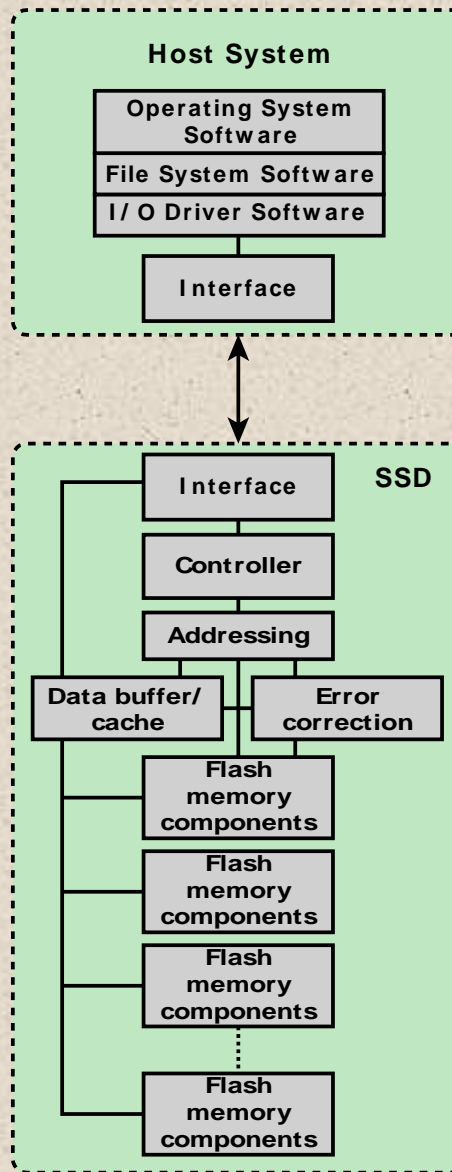 Host System
Operating System
Software
File System Software
I/O Driver Software
Interface
SSD
Interface
Controller
Addressing
Data buffer/
cache
Error
correction
Flash
memory
components
Flash
memory
components
Flash
memory
components
Flash
memory
components